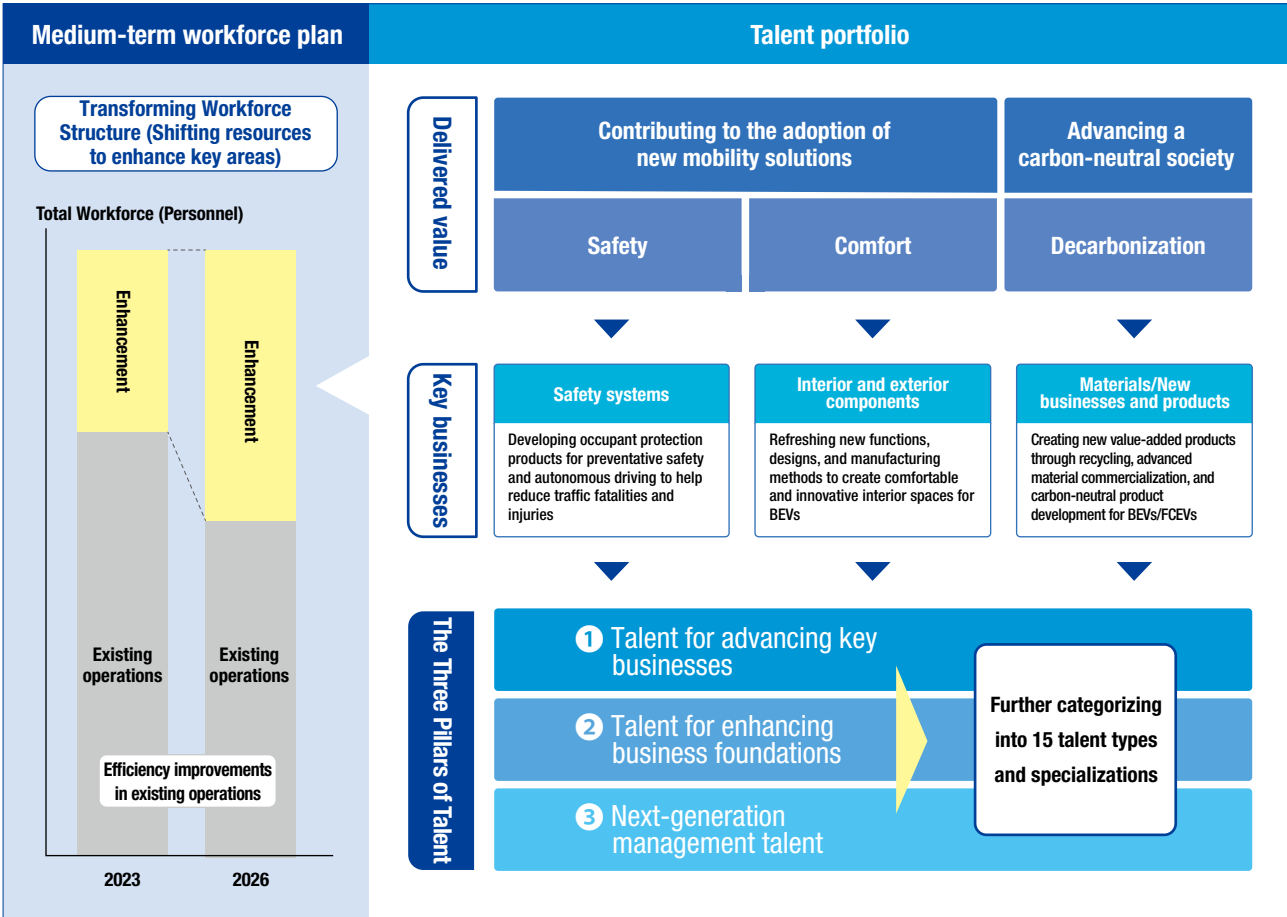 Medium-term workforce plan
Transforming Workforce
Structure (Shifting resources
to enhance key areas)
Total Workforce (Personnel)
Enhancement
Enhancement
Existing
operations
Existing
operations
Efficiency improvements
in existing operations
2023
2026
Talent portfolio
Delivered value
Contributing to the adoption of
new mobility solutions
Advancing a
carbon-neutral society
Safety
Comfort
Decarbonization
Key businesses
Safety systems
Developing occupant protection
products for preventative safety
and autonomous driving to help
reduce traffic fatalities and
injuries
Interior and exterior
components
Refreshing new functions,
designs, and manufacturing
methods to create comfortable
and innovative interior spaces for
BEVs
Materials/New
businesses and products
Creating new value-added products
through recycling, advanced
material commercialization, and
carbon-neutral product
development for BEVs/FCEVs
The Three Pillars of Talent
1 Talent for advancing key
businesses
2 Talent for enhancing
business foundations
3 Next-generation
management talent
Further categorizing
into 15 talent types
and specializations